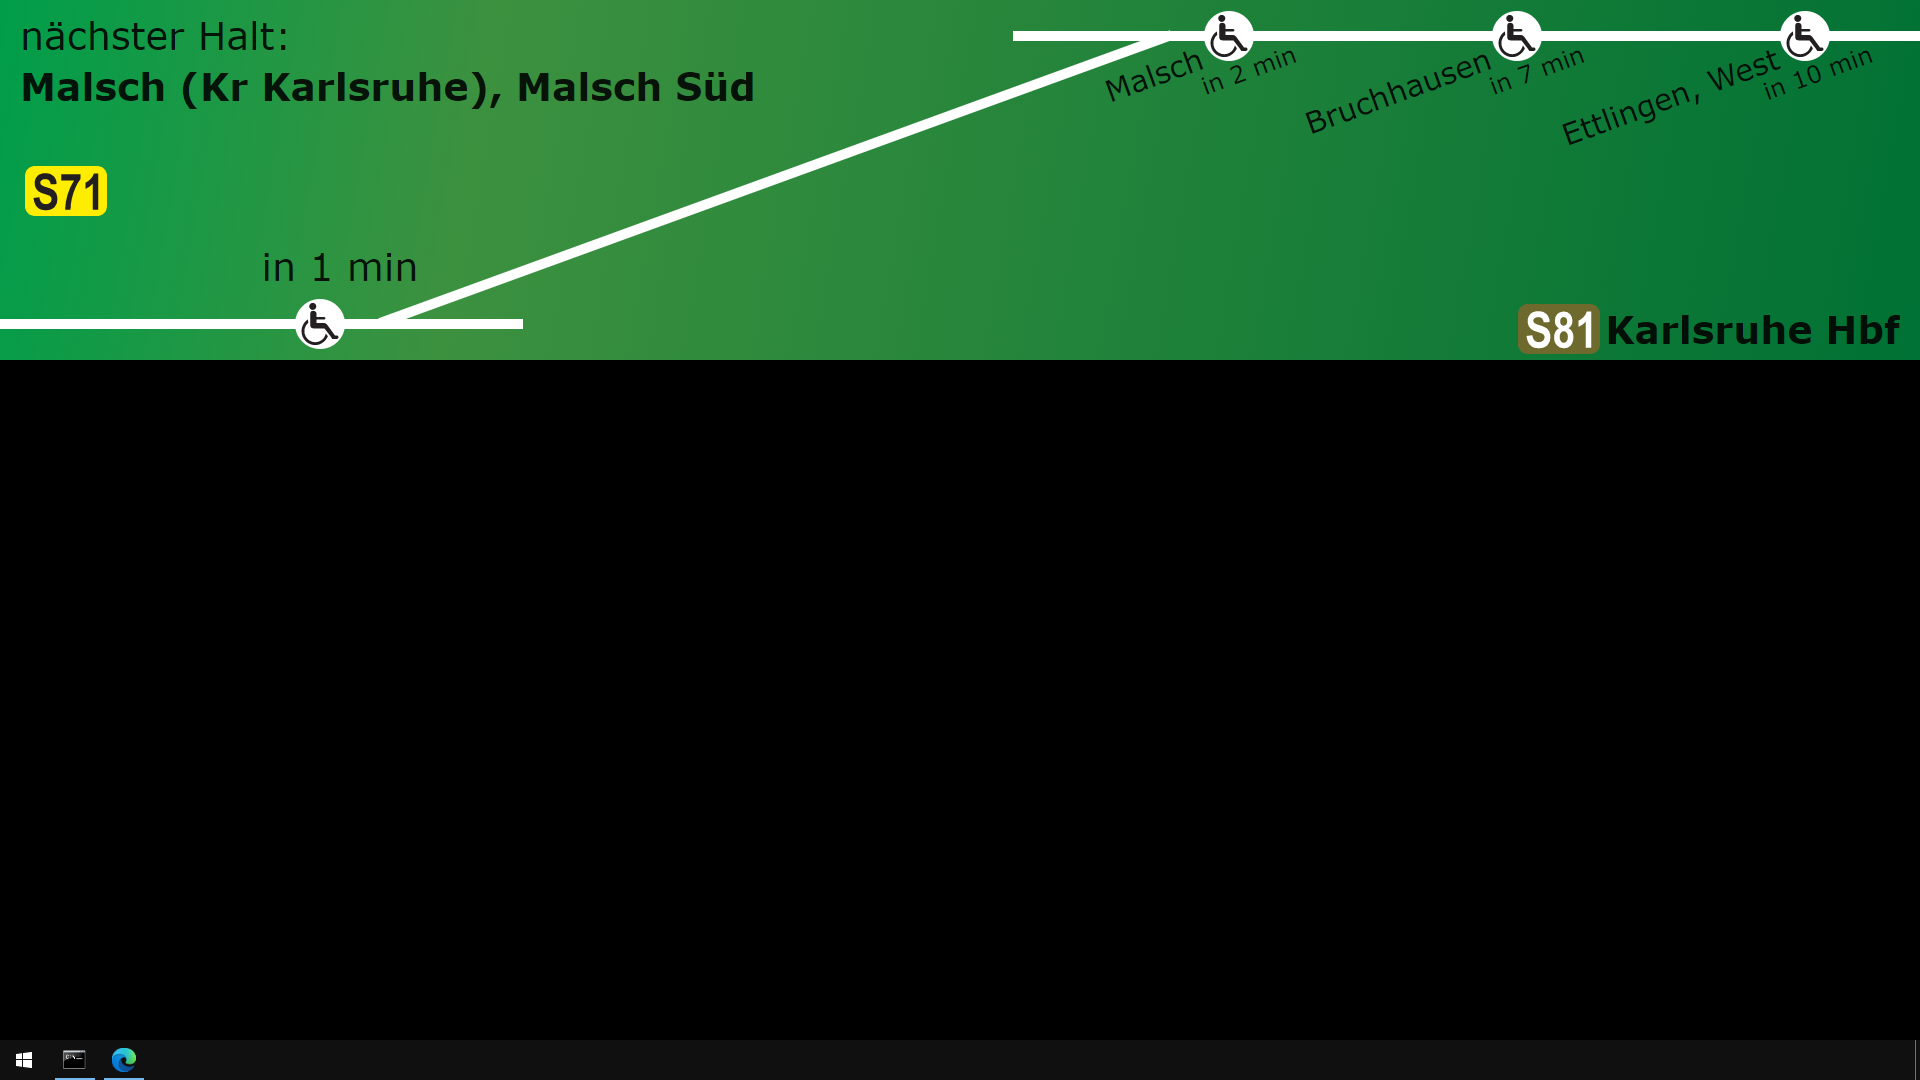 nächster Halt:
Malsch (Kr Karlsruhe), Malsch Süd
S71
in 1 min
Malsch
in 2 min
Bruchhausen
in 7 min
Ettlingen, West
in 10 min
S81 Karlsruhe Hbf